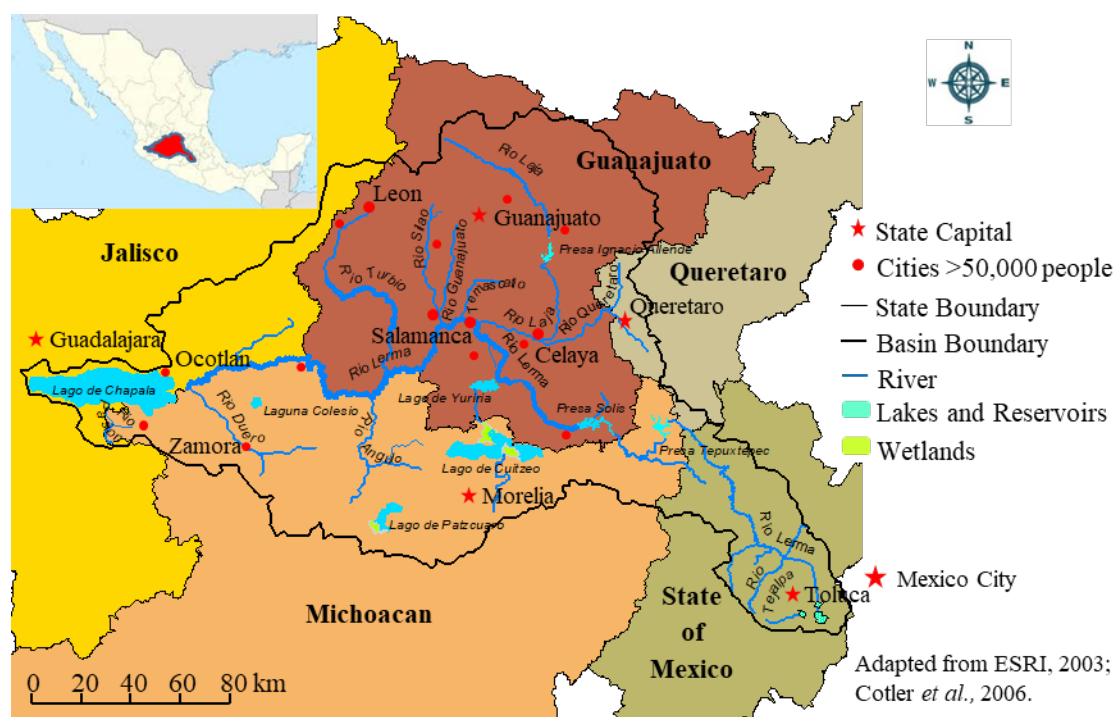 N
W
E
S
Rio Laja
Guanajuato
Leon
Guanajuato
Rio Silao
Rio Guanajuato
Presa Ignacio Allende
Jalisco
Rio Turbio
Temascatio
Queretaro
Rio Queretaro
Queretaro
Rio Laja
Guadalajara
Salamanca
Celaya
Ocotlan
Rio Lerma
Rio Lerma
Lago de Chapala
Laguna Colesio
Lago de Yuriria
Presa Solis
Rio
Rio Duero
Rio
Angulo
Zamora
Lago de Cuitzeo
Presa Tepuxtepec
Morelia
Lago de Patzcuaro
Rio Lerma
Rio
Tejalpa
Toluca
Michoacan
State
of
Mexico
State Capital
Cities >50,000 people
State Boundary
Basin Boundary
River
Lakes and Reservoirs
Wetlands
Mexico City
0 20 40 60 80 km
Adapted from ESRI, 2003;
Cotler et al., 2006.